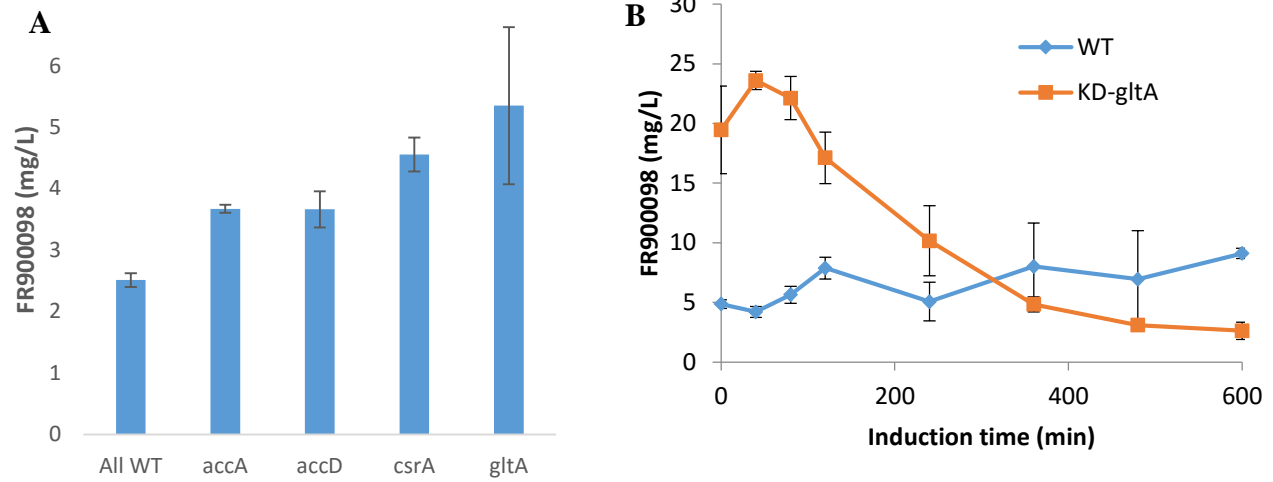 A
FR900098 (mg/L)
6
5
4
3
2
1
0
All WT accA accD csrA gltA
B
FR900098 (mg/L)
30
25
20
15
10
5
0
WT
KD-gltA
0 200 400 600
Induction time (min)